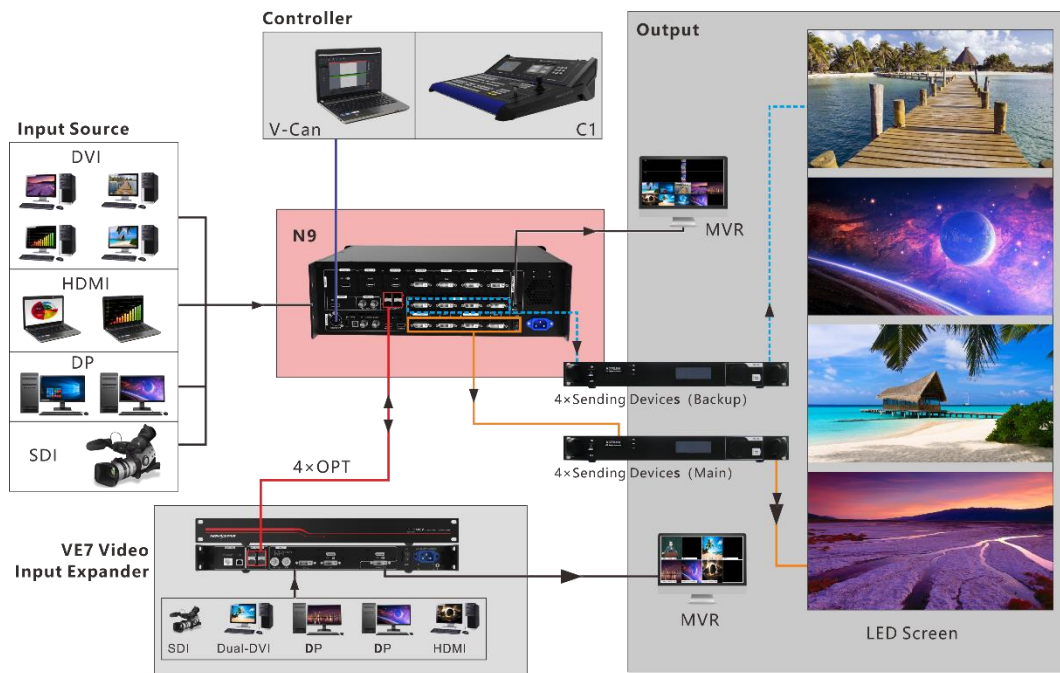 Controller
V-Can
C1
Output
Input Source
DVI
HDMI
DP
SDI
N9
MVR
4×Sending Devices (Backup)
4×Sending Devices (Main)
4×OPT
VE7 Video
Input Expander
SDI
Dual-DVI
DP
DP
HDMI
MVR
LED Screen